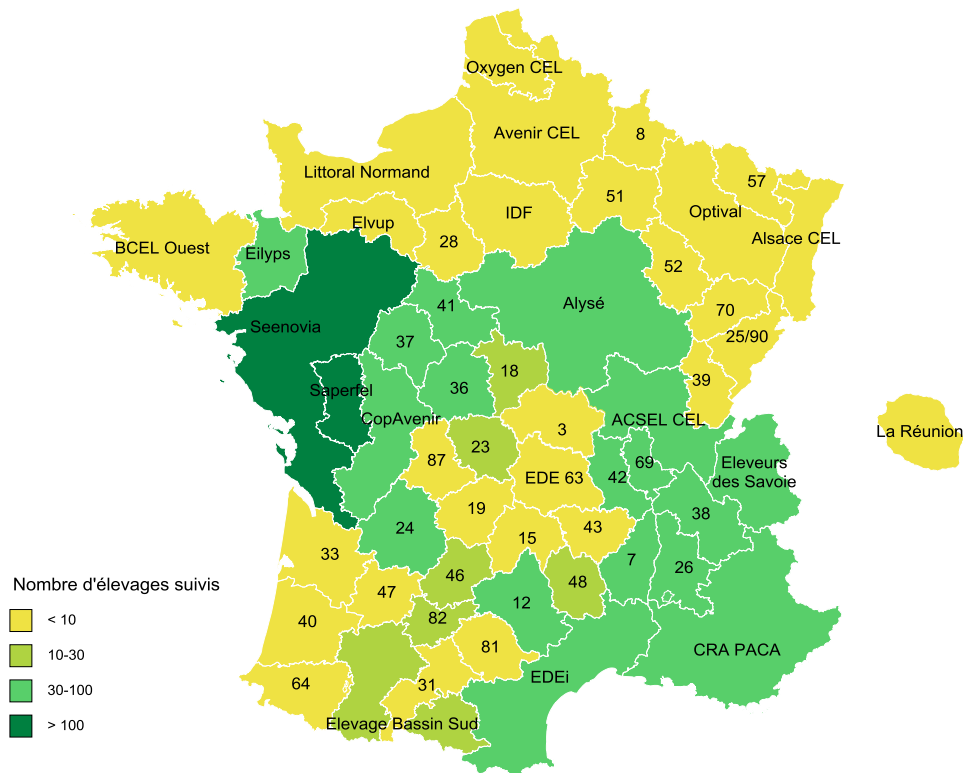 Oxygen CEL
Avenir CEL
8
Littoral Normand
57
51
Optival
Elvup
IDF
28
Alsace CEL
BCEL Ouest
Eilyps
52
41
Alysé
70
Seenovia
25/90
37
18
39
36
Saperfel
CopAvenir
ACSEL CEL
3
La Réunion
23
87
69
Eleveurs
des Savoie
42
EDE 63
19
38
24
43
15
33
7
26
46
48
47
12
40
82
81
CRA PACA
EDEi
64
31
Elevage Bassin Sud
Nombre d'élevages suivis
< 10
10-30
30-100
> 100